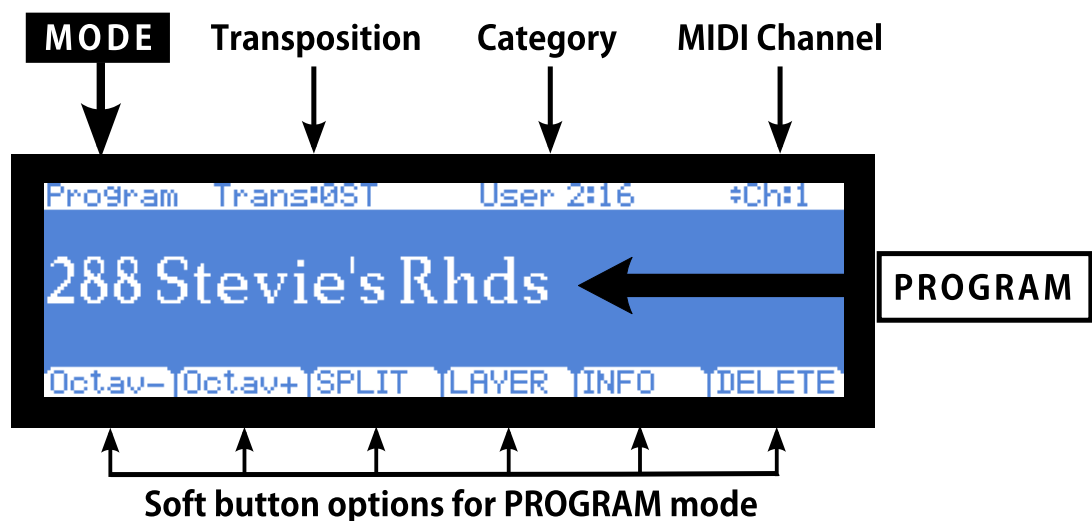 MODE Transposition Category MIDI Channel
Program Trans:0ST User 2:16 ÷Ch:1
288 Stevie's Rhds
PROGRAM
Octav- Octav+ SPLIT LAYER INFO DELETE
Soft button options for PROGRAM mode